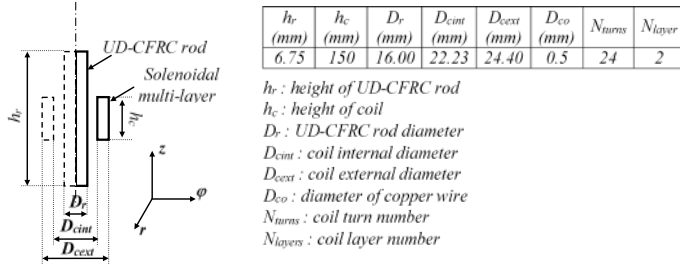 UD-CFRC rod
Solenoidal
multi-layer
h_r
h_c
z
φ
r
D_r
D_cint
D_cext
h_r (mm) h_c (mm) D_r (mm) D_cint (mm) D_cext (mm) D_co (mm) N_turns N_layer
6.75 150 16.00 22.23 24.40 0.5 24 2
h_r : height of UD-CFRC rod
h_c : height of coil
D_r : UD-CFRC rod diameter
D_cint : coil internal diameter
D_cext : coil external diameter
D_co : diameter of copper wire
N_turns : coil turn number
N_layers : coil layer number